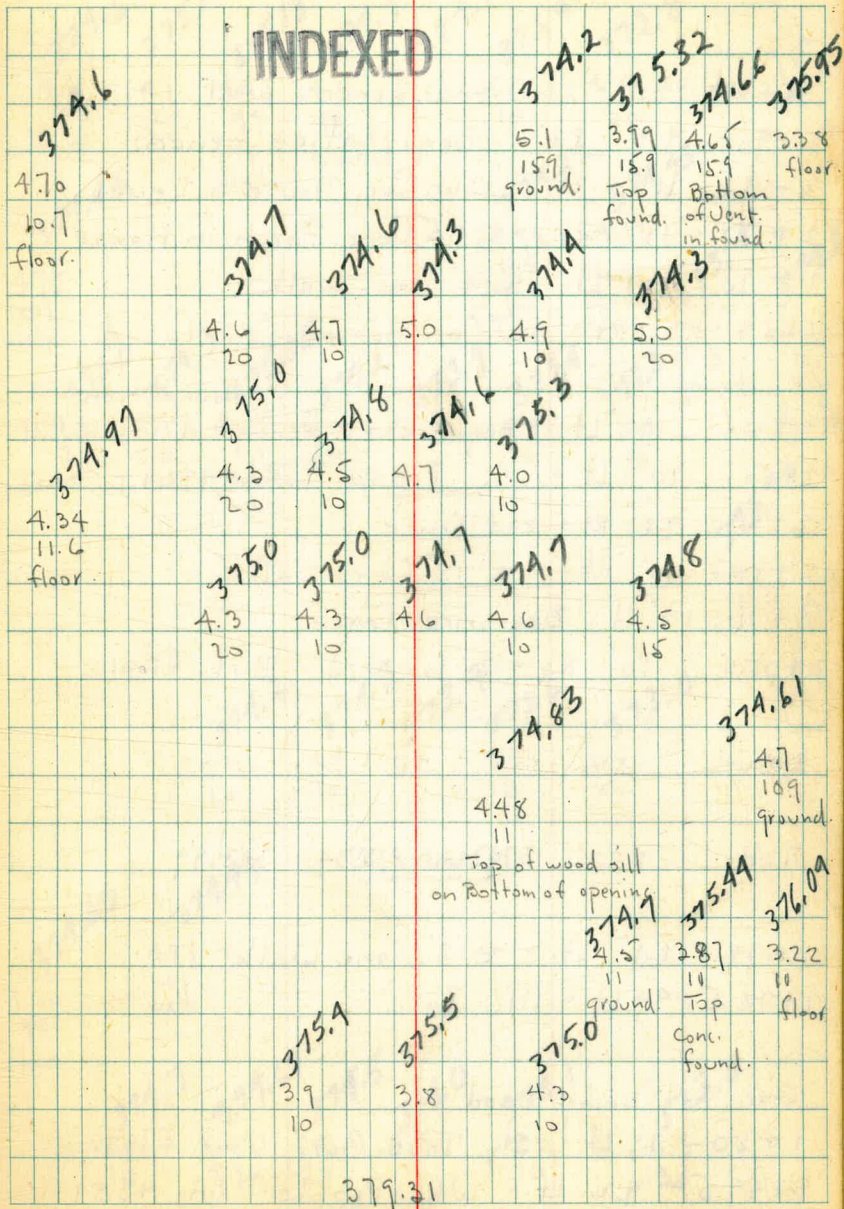 INDEXED
374.2 375.32 374.66 375.95
374.6
5.1 3.99 4.65 3.38
15.9 15.9 15.9 floor.
ground. Top Bottom
found. of Vent.
in found
4.70
10.7
floor.
374.7 374.6 374.3 374.4 374.3
4.6 4.7 5.0 4.9 5.0
20 10 10 20
375.0 374.8 374.6 375.3
374.97
4.3 4.5 4.7 4.0
20 10 10
4.34
11.6
floor.
375.0 375.0 374.7 374.7 374.8
4.3 4.3 4.6 4.6 4.5
20 10 10 15
374.83 374.61
4.7
10.9
ground.
4.48
11
Top of wood sill
on Bottom of opening
374.7 375.44 376.09
4.5 3.87 3.22
11 11 11
ground. Top floor
Conc.
found.
375.4 375.5 375.0
3.9 3.8 4.3
10 10
379.31